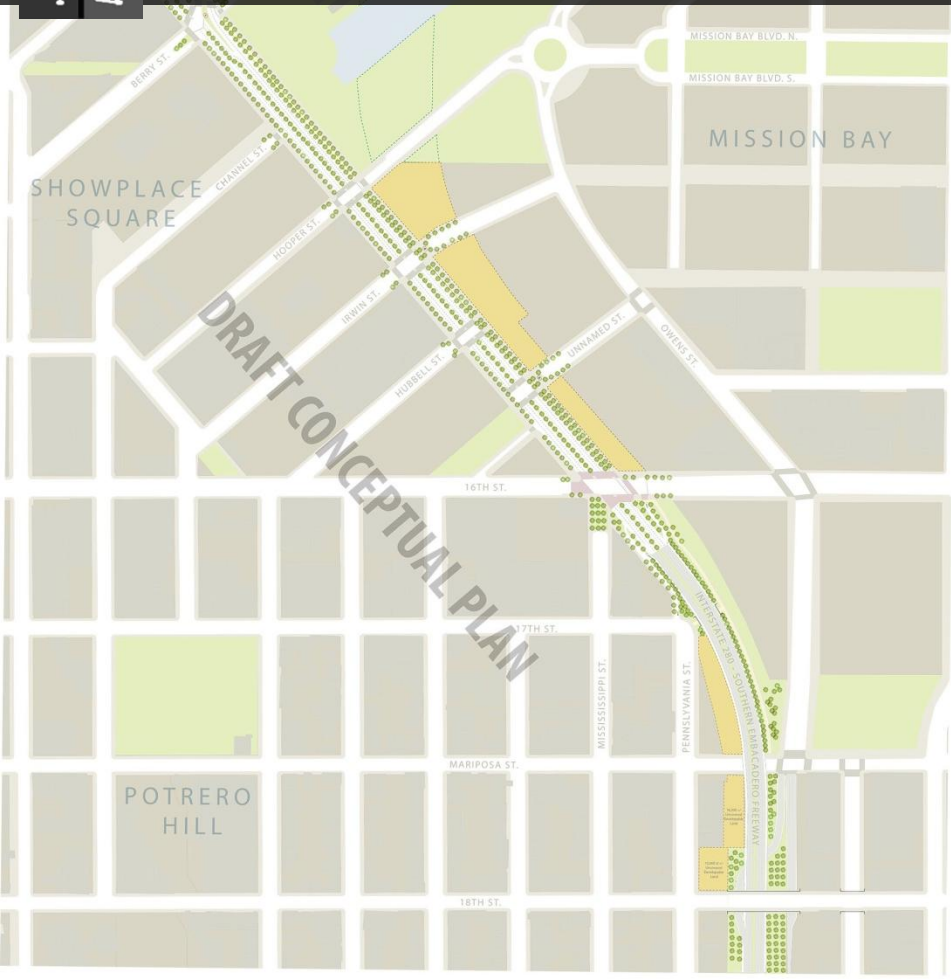 MISSION BAY BLVD. N.
BERRY ST.
MISSION BAY BLVD. S.
MISSION BAY
CHANNEL ST.
SHOWPLACE
SQUARE
HOOPER ST.
IRWIN ST.
UNNAMED ST.
OWENS ST.
HUBBELL ST.
DRAFT CONCEPTUAL PLAN
16TH ST.
17TH ST.
INTERSTATE 280 - SOUTHERN EMBACADERO FREEWAY
MISSISSIPPI ST.
PENNSLYVANIA ST.
MARIPOSA ST.
POTRERO
HILL
18TH ST.